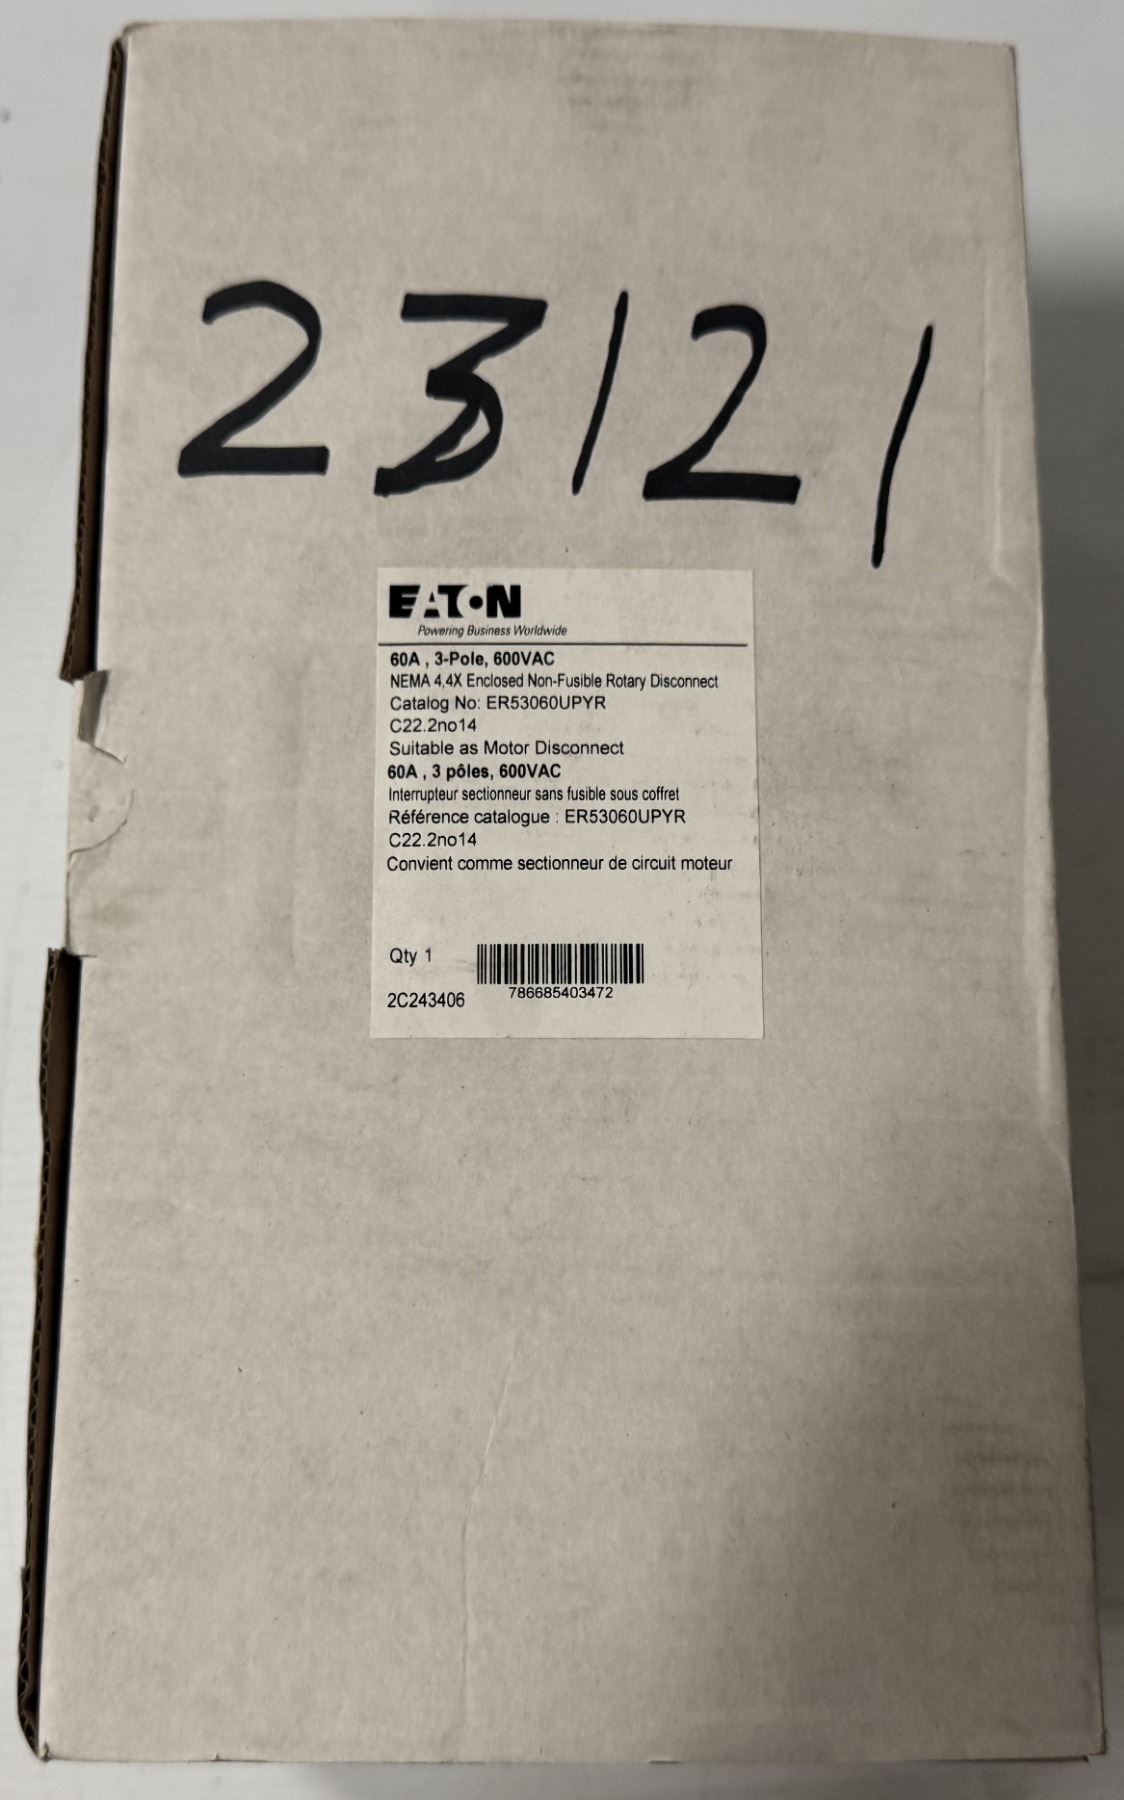 23121
EATON
Powering Business Worldwide
60A , 3-Pole, 600VAC
NEMA 4,4X Enclosed Non-Fusible Rotary Disconnect
Catalog No: ER53060UPYR
C22.2no14
Suitable as Motor Disconnect
60A , 3 pôles, 600VAC
Interrupteur sectionneur sans fusible sous coffret
Référence catalogue : ER53060UPYR
C22.2no14
Convient comme sectionneur de circuit moteur
Qty 1
786685403472
2C243406